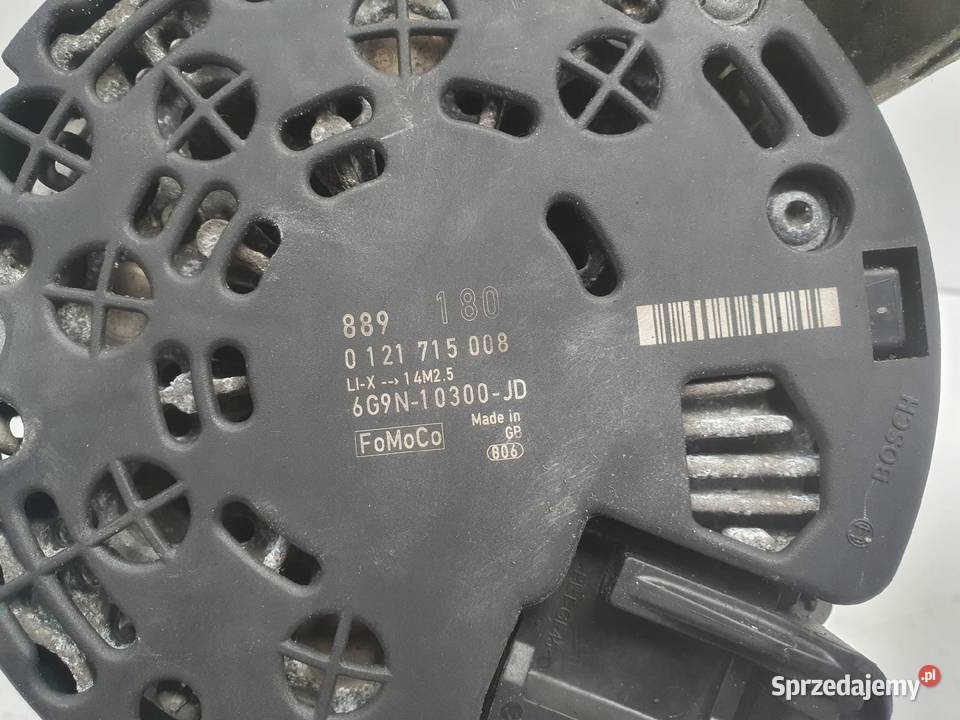 889 180
0 121 715 008
LI-X --> 14M2.5
6G9N-10300-JD
FoMoCo
Made in
GB
806
BOSCH
Sprzedajemy.pl